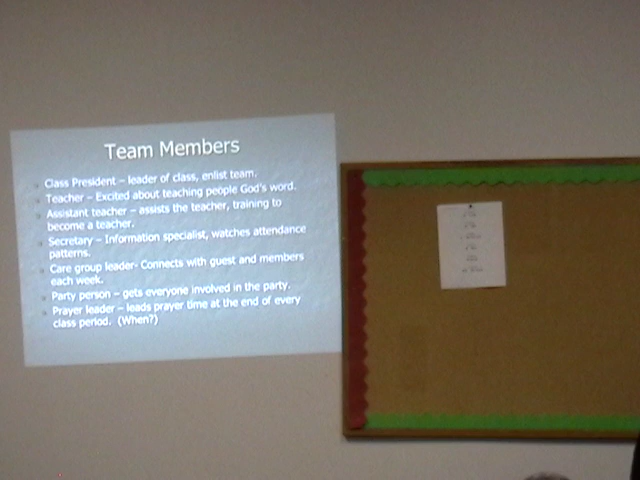 Team Members
Class President – leader of class, enlist team.
Teacher – Excited about teaching people God's word.
Assistant teacher – assists the teacher, training to
become a teacher.
Secretary – Information specialist, watches attendance
patterns.
Care group leader- Connects with guest and members
each week.
Party person – gets everyone involved in the party.
Prayer leader – leads prayer time at the end of every
class period. (When?)